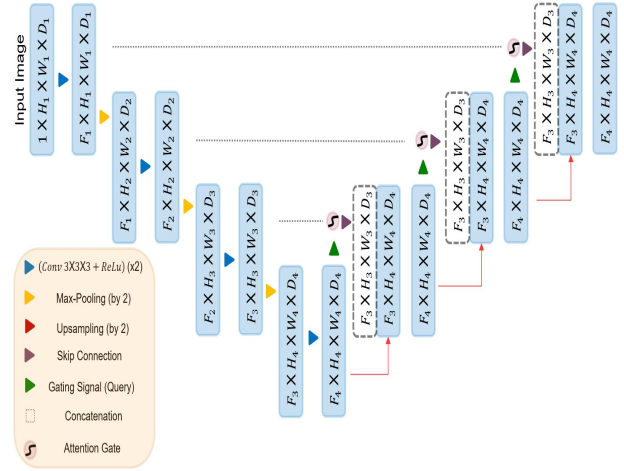 Input Image
1 × H₁ × W₁ × D₁
F₁ × H₁ × W₁ × D₁
F₁ × H₂ × W₂ × D₂
F₂ × H₂ × W₂ × D₂
F₂ × H₃ × W₃ × D₃
F₃ × H₃ × W₃ × D₃
F₃ × H₄ × W₄ × D₄
F₄ × H₄ × W₄ × D₄
F₃ × H₃ × W₃ × D₃
F₃ × H₄ × W₄ × D₄
F₄ × H₄ × W₄ × D₄
F₃ × H₃ × W₃ × D₃
F₃ × H₄ × W₄ × D₄
F₄ × H₄ × W₄ × D₄
F₃ × H₃ × W₃ × D₃
F₃ × H₄ × W₄ × D₄
F₄ × H₄ × W₄ × D₄
(Conv 3X3X3 + ReLu) (x2)
Max-Pooling (by 2)
Upsampling (by 2)
Skip Connection
Gating Signal (Query)
Concatenation
Attention Gate